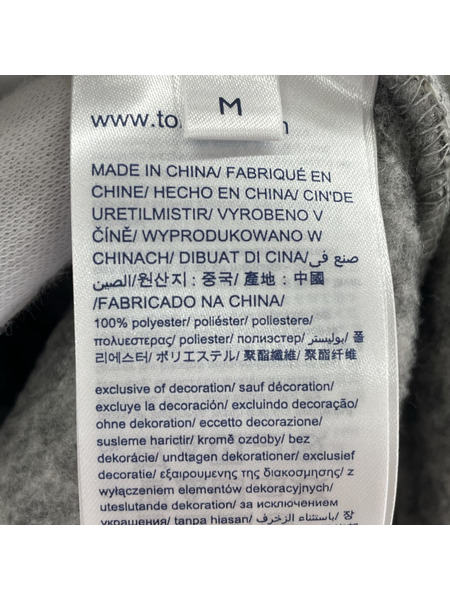 M
www.to
MADE IN CHINA/ FABRIQUÉ EN
CHINE/ HECHO EN CHINA/ CIN'DE
URETILMISTIR/ VYROBENO V
ČÍNĚ/ WYPRODUKOWANO W
CHINACH/ DIBUAT DI CINA/ صنع في
الصين/원산지 : 중국/ 產地 : 中國
/FABRICADO NA CHINA/
100% polyester/ poliéster/ poliestere/
πολυεστερας/ poliester/ полиэстер/ بوليستر/ 폴
리에스터/ ポリエステル/ 聚酯纖維/ 聚酯纤维
exclusive of decoration/ sauf décoration/
excluye la decoración/ excluindo decoração/
ohne dekoration/ eccetto decorazione/
susleme harictir/ kromě ozdoby/ bez
dekorácie/ undtagen dekorationer/ exclusief
decoratie/ εξαιρουμενης της διακοσμησης/ z
wyłączeniem elementów dekoracyjnych/
uteslutande dekoration/ за исключением
украшения/ tanpa hiasan/ باستثناء الزخرف/ 장